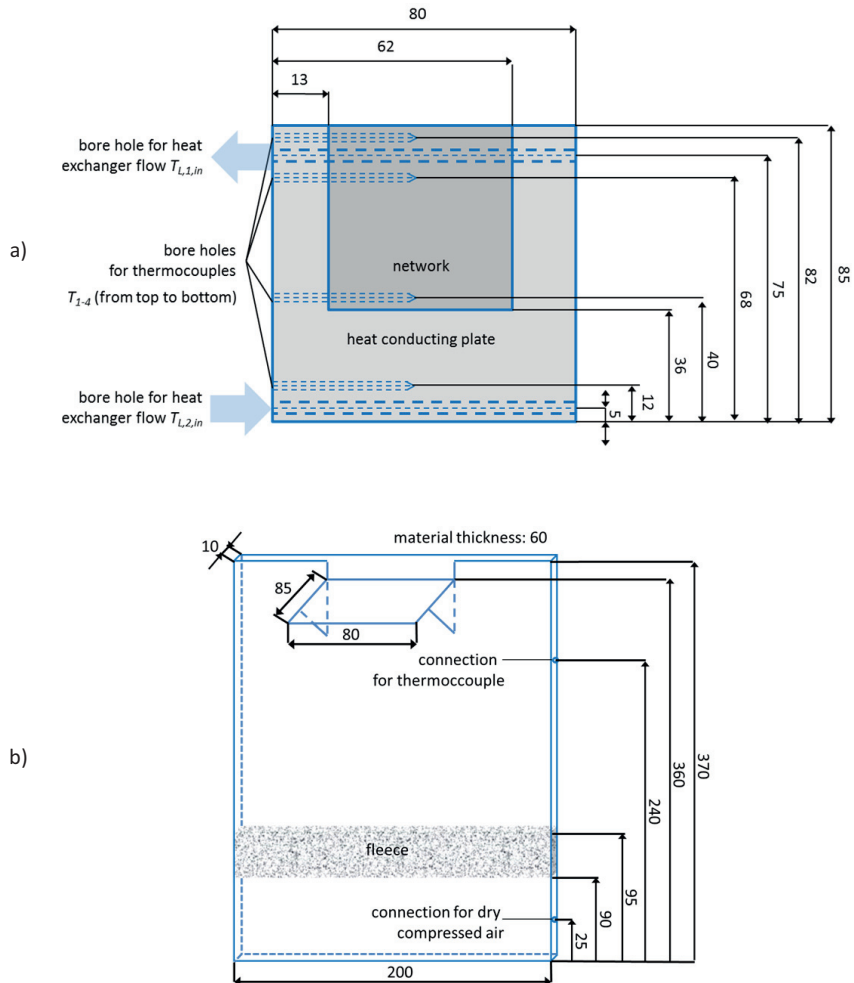 80
62
13
bore hole for heat
exchanger flow T_L,1,in
a)
bore holes
for thermocouples
T_1-4 (from top to bottom)
network
heat conducting plate
bore hole for heat
exchanger flow T_L,2,in
5
12
36
40
68
75
82
85
material thickness: 60
10
85
80
connection
for thermoccouple
b)
fleece
connection for dry
compressed air
25
90
95
240
360
370
200